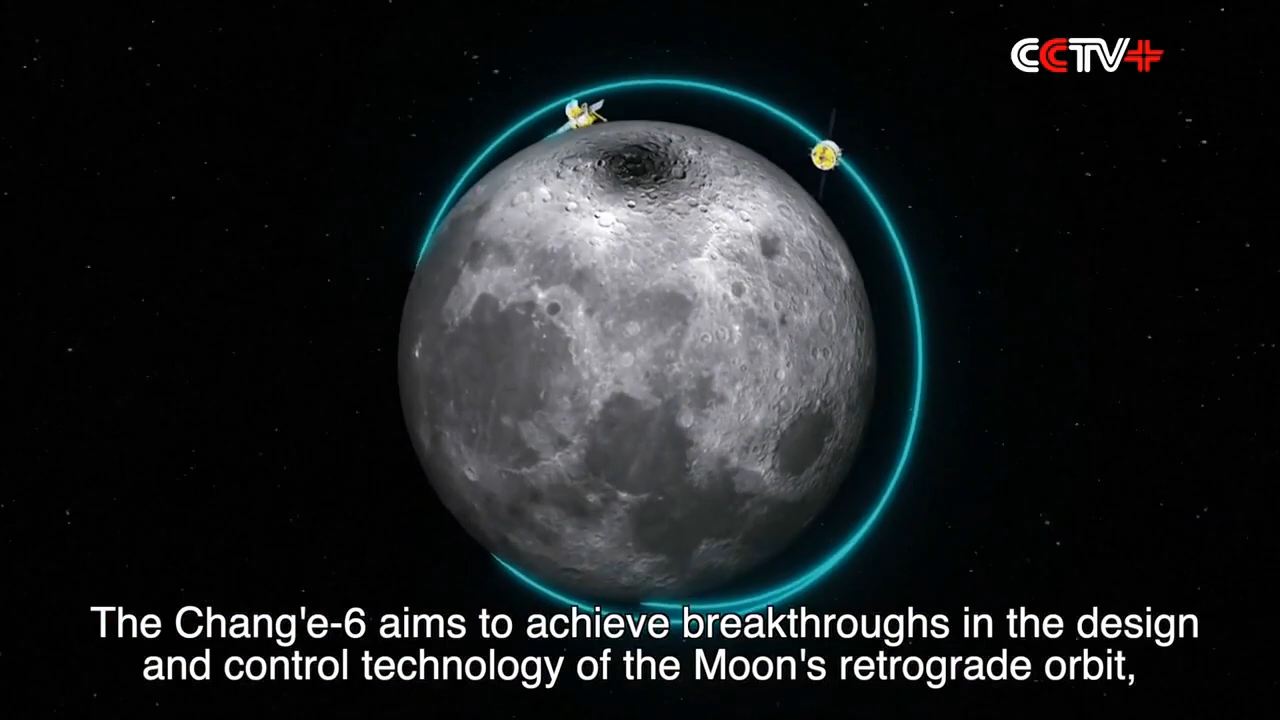 CCTV+
The Chang'e-6 aims to achieve breakthroughs in the design
and control technology of the Moon's retrograde orbit,